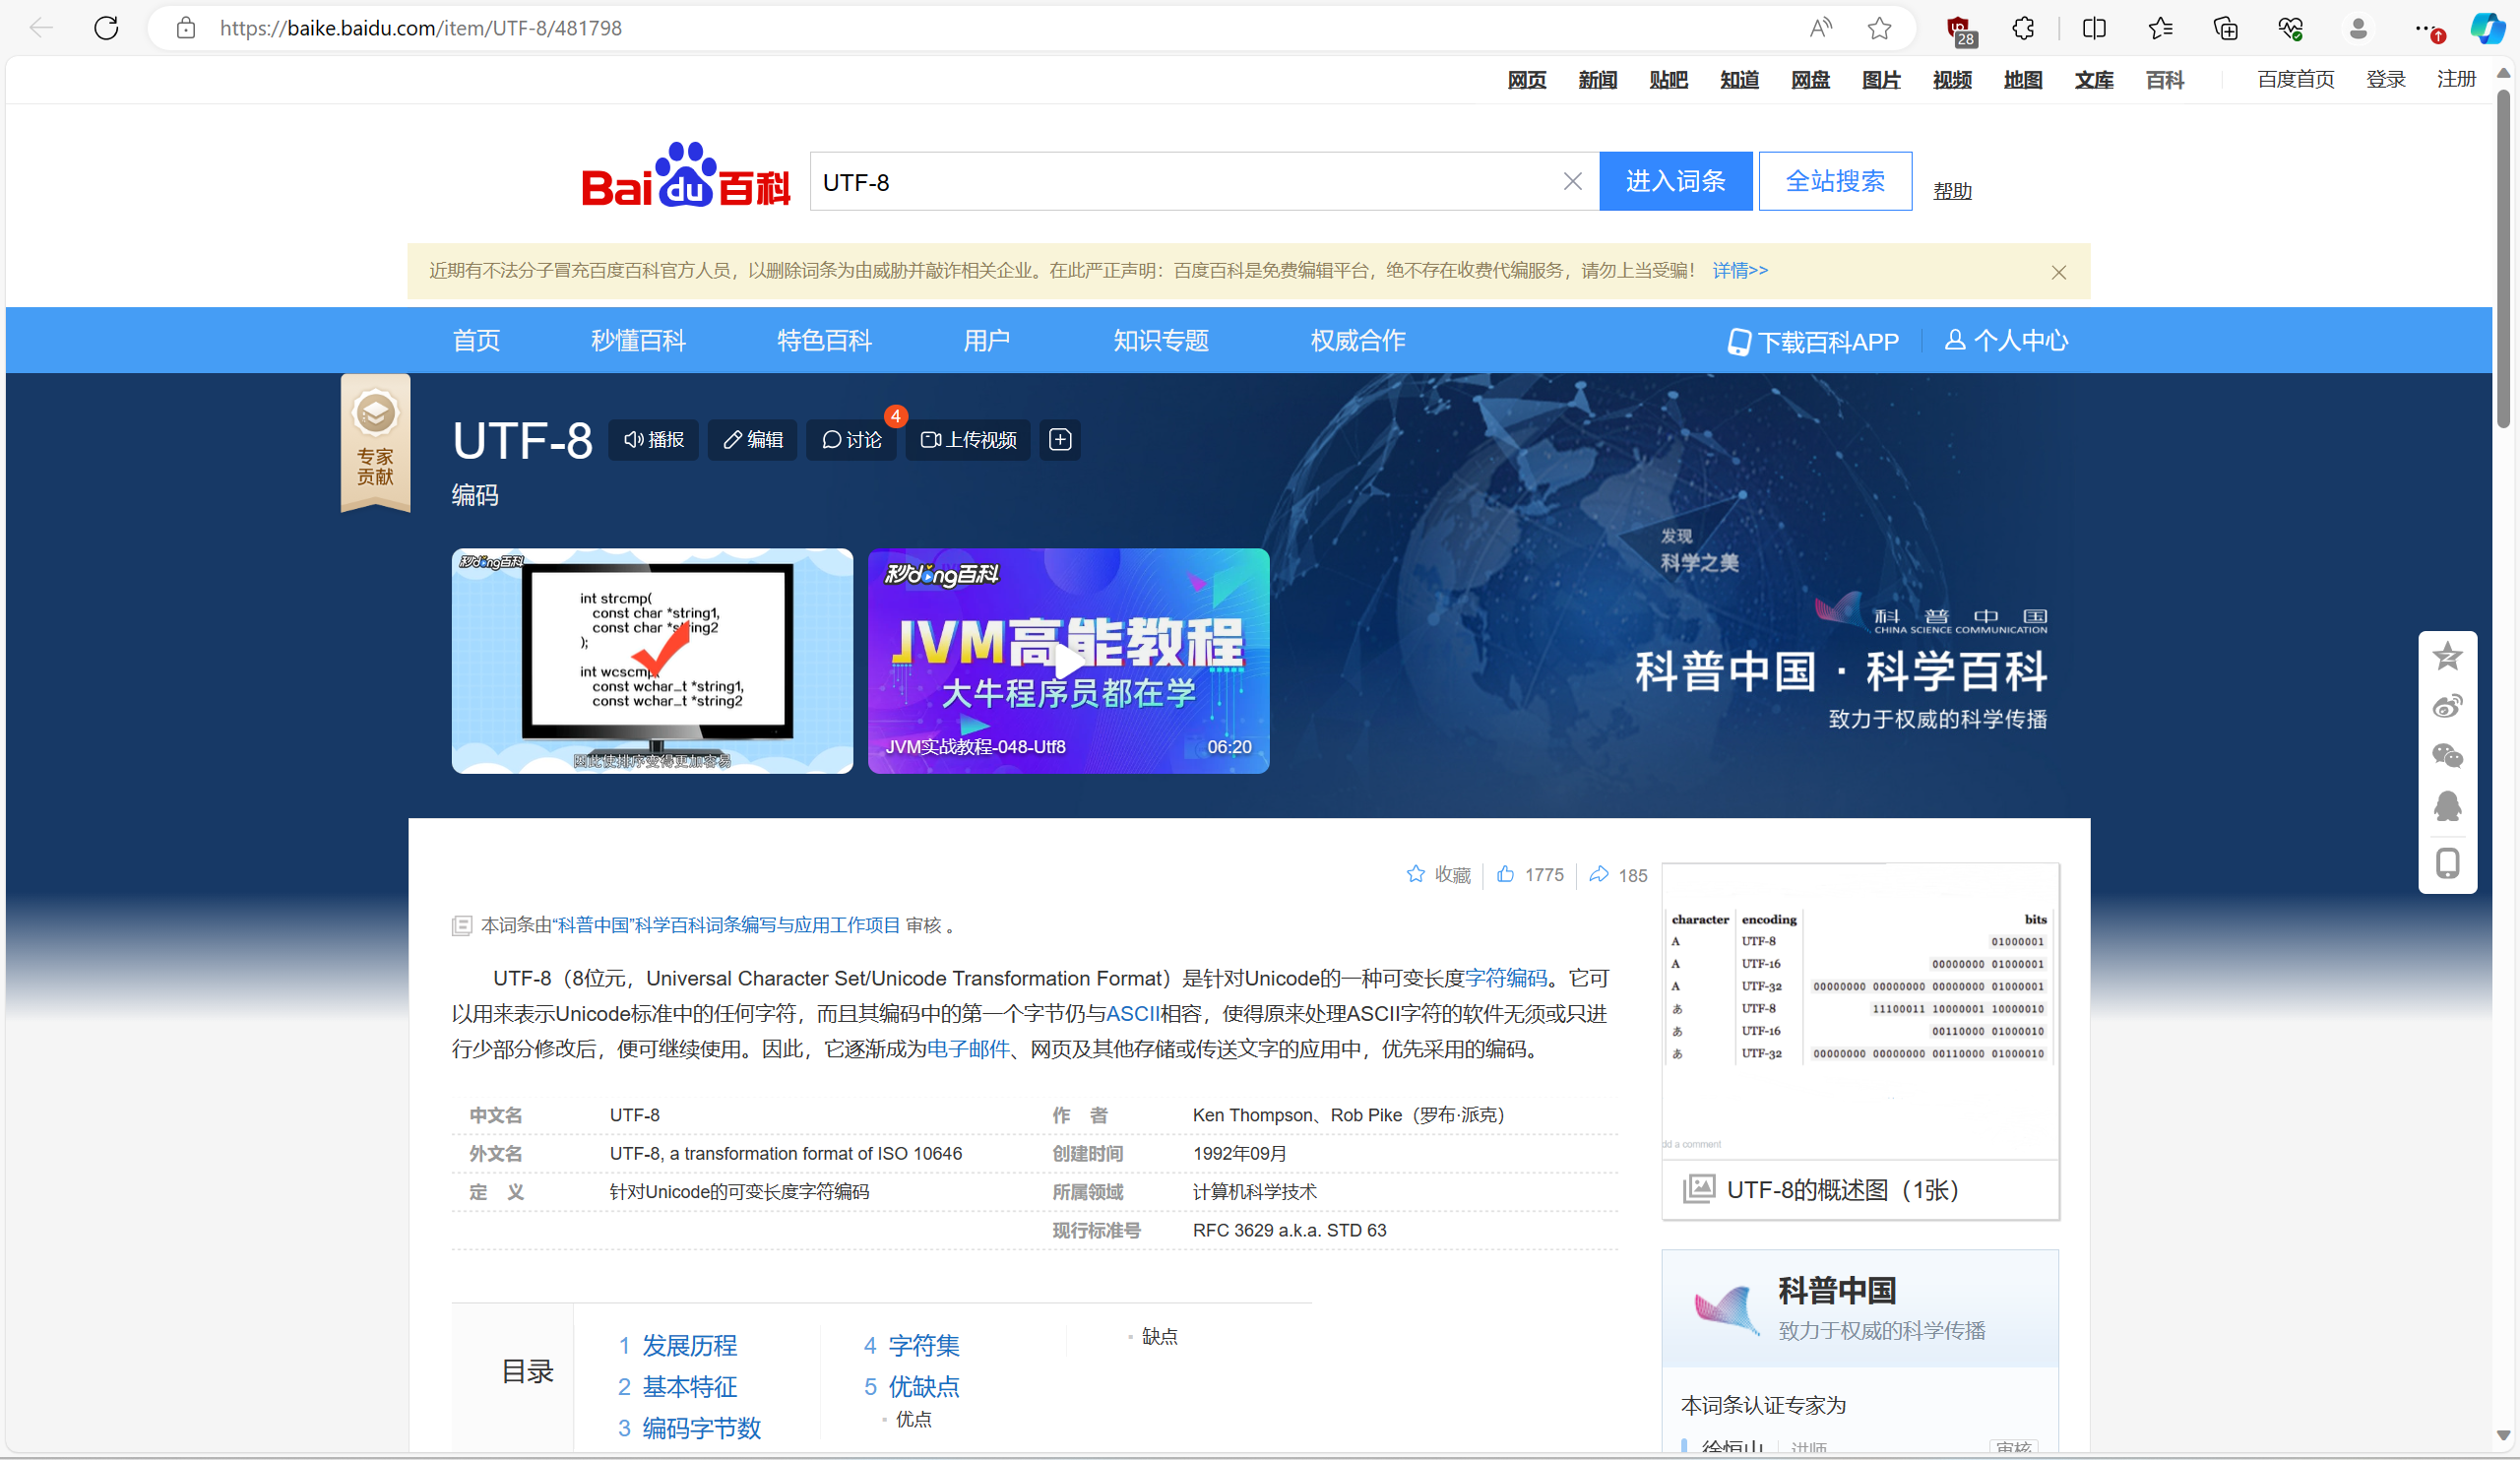 https://baike.baidu.com/item/UTF-8/481798
28
网页 新闻 贴吧 知道 网盘 图片 视频 地图 文库 百科 百度首页 登录 注册
Baidu百科 UTF-8 进入词条 全站搜索 帮助
近期有不法分子冒充百度百科官方人员，以删除词条为由威胁并敲诈相关企业。在此严正声明：百度百科是免费编辑平台，绝不存在收费代编服务，请勿上当受骗！ 详情>>
首页 秒懂百科 特色百科 用户 知识专题 权威合作 下载百科APP 个人中心
专家
贡献
UTF-8 播报 编辑 讨论 4 上传视频
编码
秒dong百科
int strcmp(
const char *string1,
const char *string2
);
int wcscmp(
const wchar_t *string1,
const wchar_t *string2
因此使排序变得更加容易
秒dong百科
JVM高能教程
大牛程序员都在学
JVM实战教程-048-Utf8 06:20
发现
科学之美
科普中国
CHINA SCIENCE COMMUNICATION
科普中国·科学百科
致力于权威的科学传播
收藏 1775 185
本词条由“科普中国”科学百科词条编写与应用工作项目 审核 。
UTF-8（8位元，Universal Character Set/Unicode Transformation Format）是针对Unicode的一种可变长度字符编码。它可
以用来表示Unicode标准中的任何字符，而且其编码中的第一个字节仍与ASCII相容，使得原来处理ASCII字符的软件无须或只进
行少部分修改后，便可继续使用。因此，它逐渐成为电子邮件、网页及其他存储或传送文字的应用中，优先采用的编码。
中文名 UTF-8 作 者 Ken Thompson、Rob Pike（罗布·派克）
外文名 UTF-8, a transformation format of ISO 10646 创建时间 1992年09月
定 义 针对Unicode的可变长度字符编码 所属领域 计算机科学技术
现行标准号 RFC 3629 a.k.a. STD 63
目录
1 发展历程
2 基本特征
3 编码字节数
4 字符集
5 优缺点
▪ 优点
▪ 缺点
character encoding bits
A UTF-8 01000001
A UTF-16 00000000 01000001
A UTF-32 00000000 00000000 00000000 01000001
あ UTF-8 11100011 10000001 10000010
あ UTF-16 00110000 01000010
あ UTF-32 00000000 00000000 00110000 01000010
dd a comment
UTF-8的概述图（1张）
科普中国
致力于权威的科学传播
本词条认证专家为
徐恒山 讲师 审核